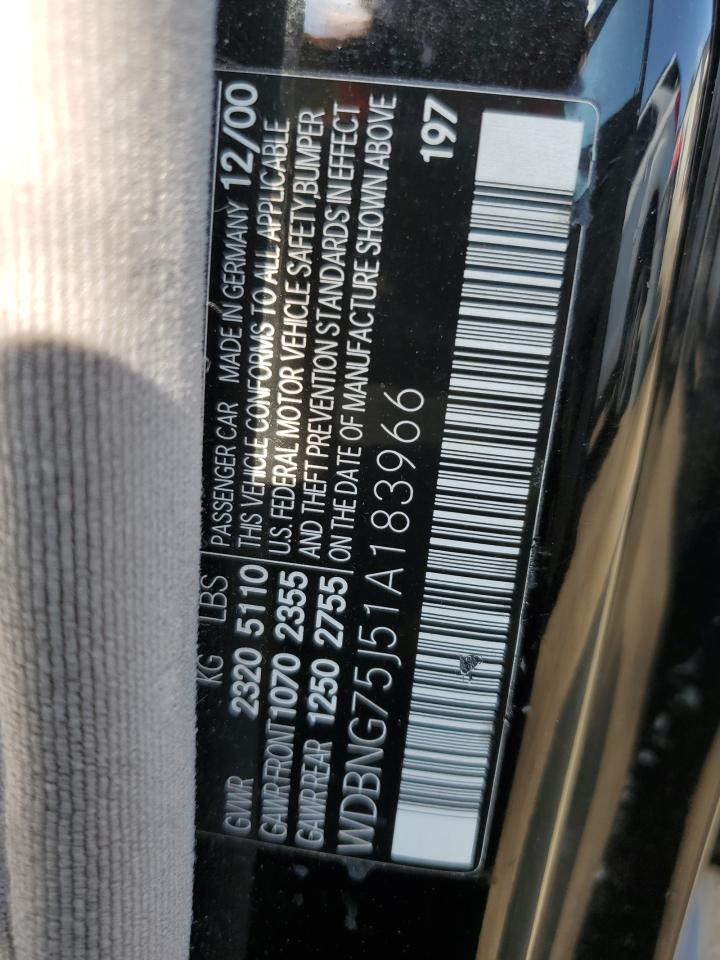 KG LBS
GWR 2320 5110
GAWR FRONT 1070 2355
GAWR REAR 1250 2755
PASSENGER CAR MADE IN GERMANY 12/00
THIS VEHICLE CONFORMS TO ALL APPLICABLE
U.S. FEDERAL MOTOR VEHICLE SAFETY, BUMPER
AND THEFT PREVENTION STANDARDS IN EFFECT
ON THE DATE OF MANUFACTURE SHOWN ABOVE
WDBNG75J51A183966
197